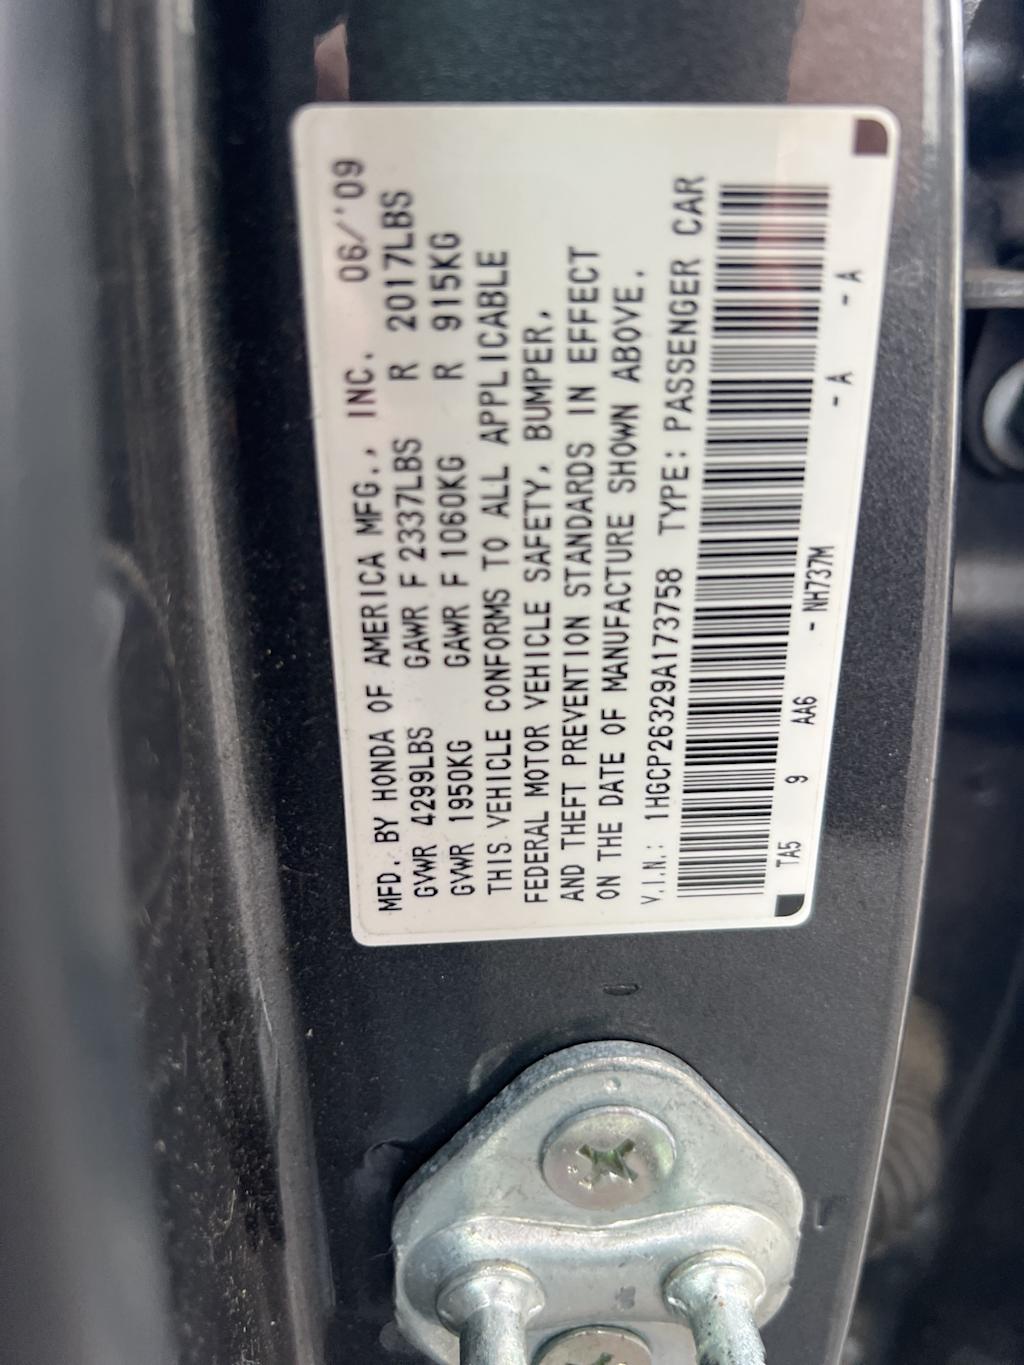 MFD. BY HONDA OF AMERICA MFG., INC. 06/'09
GVWR 4299LBS GAWR F 2337LBS R 2017LBS
GVWR 1950KG GAWR F 1060KG R 915KG
THIS VEHICLE CONFORMS TO ALL APPLICABLE
FEDERAL MOTOR VEHICLE SAFETY, BUMPER,
AND THEFT PREVENTION STANDARDS IN EFFECT
ON THE DATE OF MANUFACTURE SHOWN ABOVE.
V.I.N.: 1HGCP26329A173758 TYPE: PASSENGER CAR
TA5 9 AA6 - NH737M - A - A